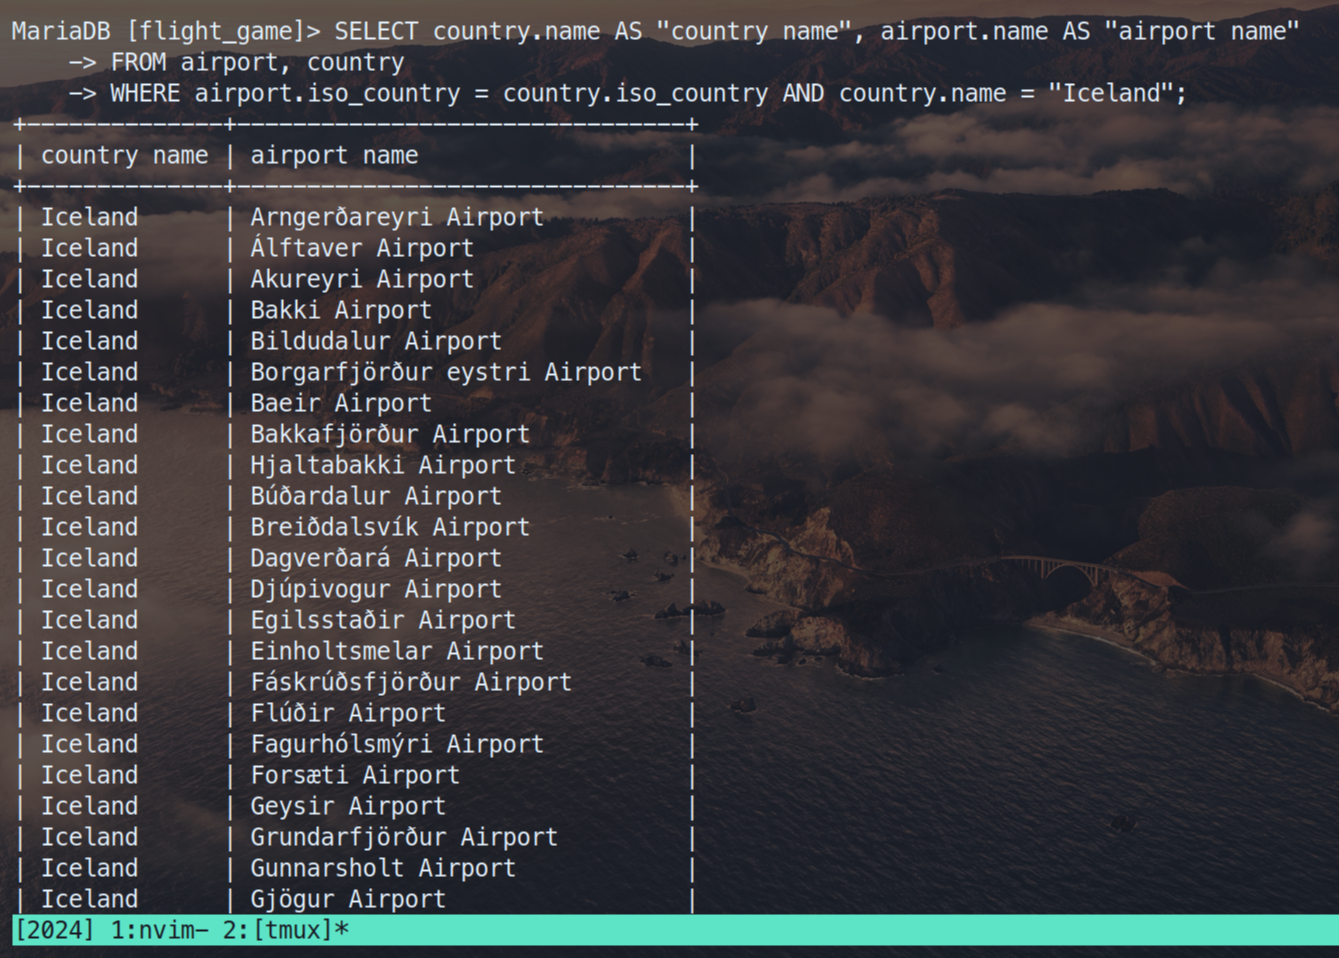 MariaDB [flight_game]> SELECT country.name AS "country name", airport.name AS "airport name"
    -> FROM airport, country
    -> WHERE airport.iso_country = country.iso_country AND country.name = "Iceland";
+--------------+--------------------------------+
| country name | airport name                   |
+--------------+--------------------------------+
| Iceland      | Arngerðareyri Airport          |
| Iceland      | Álftaver Airport               |
| Iceland      | Akureyri Airport               |
| Iceland      | Bakki Airport                  |
| Iceland      | Bildudalur Airport             |
| Iceland      | Borgarfjörður eystri Airport   |
| Iceland      | Baeir Airport                  |
| Iceland      | Bakkafjörður Airport           |
| Iceland      | Hjaltabakki Airport            |
| Iceland      | Búðardalur Airport             |
| Iceland      | Breiðdalsvík Airport           |
| Iceland      | Dagverðará Airport             |
| Iceland      | Djúpivogur Airport             |
| Iceland      | Egilsstaðir Airport            |
| Iceland      | Einholtsmelar Airport          |
| Iceland      | Fáskrúðsfjörður Airport        |
| Iceland      | Flúðir Airport                 |
| Iceland      | Fagurhólsmýri Airport          |
| Iceland      | Forsæti Airport                |
| Iceland      | Geysir Airport                 |
| Iceland      | Grundarfjörður Airport         |
| Iceland      | Gunnarsholt Airport            |
| Iceland      | Gjögur Airport                 |
[2024] 1:nvim- 2:[tmux]*